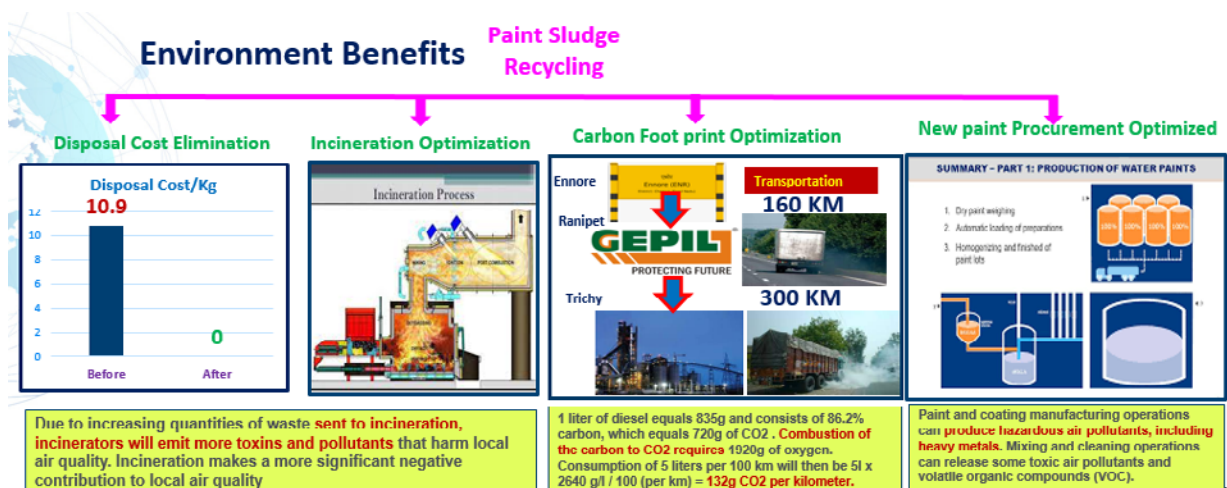 Environment Benefits
Paint Sludge
Recycling
Disposal Cost Elimination
Incineration Optimization
Carbon Foot print Optimization
New paint Procurement Optimized
Disposal Cost/Kg
10.9
12
10
8
6
4
2
0
0
Before
After
Incineration Process
Ennore
Ennore (ENR)
Ranipet
GEPIL
PROTECTING FUTURE
Trichy
Transportation
160 KM
300 KM
SUMMARY – PART 1: PRODUCTION OF WATER PAINTS
1. Dry paint weighing
2. Automatic loading of preparations
3. Homogenizing and finished of
paint lots
100% 100% 100% 100%
Due to increasing quantities of waste sent to incineration,
incinerators will emit more toxins and pollutants that harm local
air quality. Incineration makes a more significant negative
contribution to local air quality
1 liter of diesel equals 835g and consists of 86.2%
carbon, which equals 720g of CO2 . Combustion of
the carbon to CO2 requires 1920g of oxygen.
Consumption of 5 liters per 100 km will then be 5l x
2640 g/l / 100 (per km) = 132g CO2 per kilometer.
Paint and coating manufacturing operations
can produce hazardous air pollutants, including
heavy metals. Mixing and cleaning operations
can release some toxic air pollutants and
volatile organic compounds (VOC).